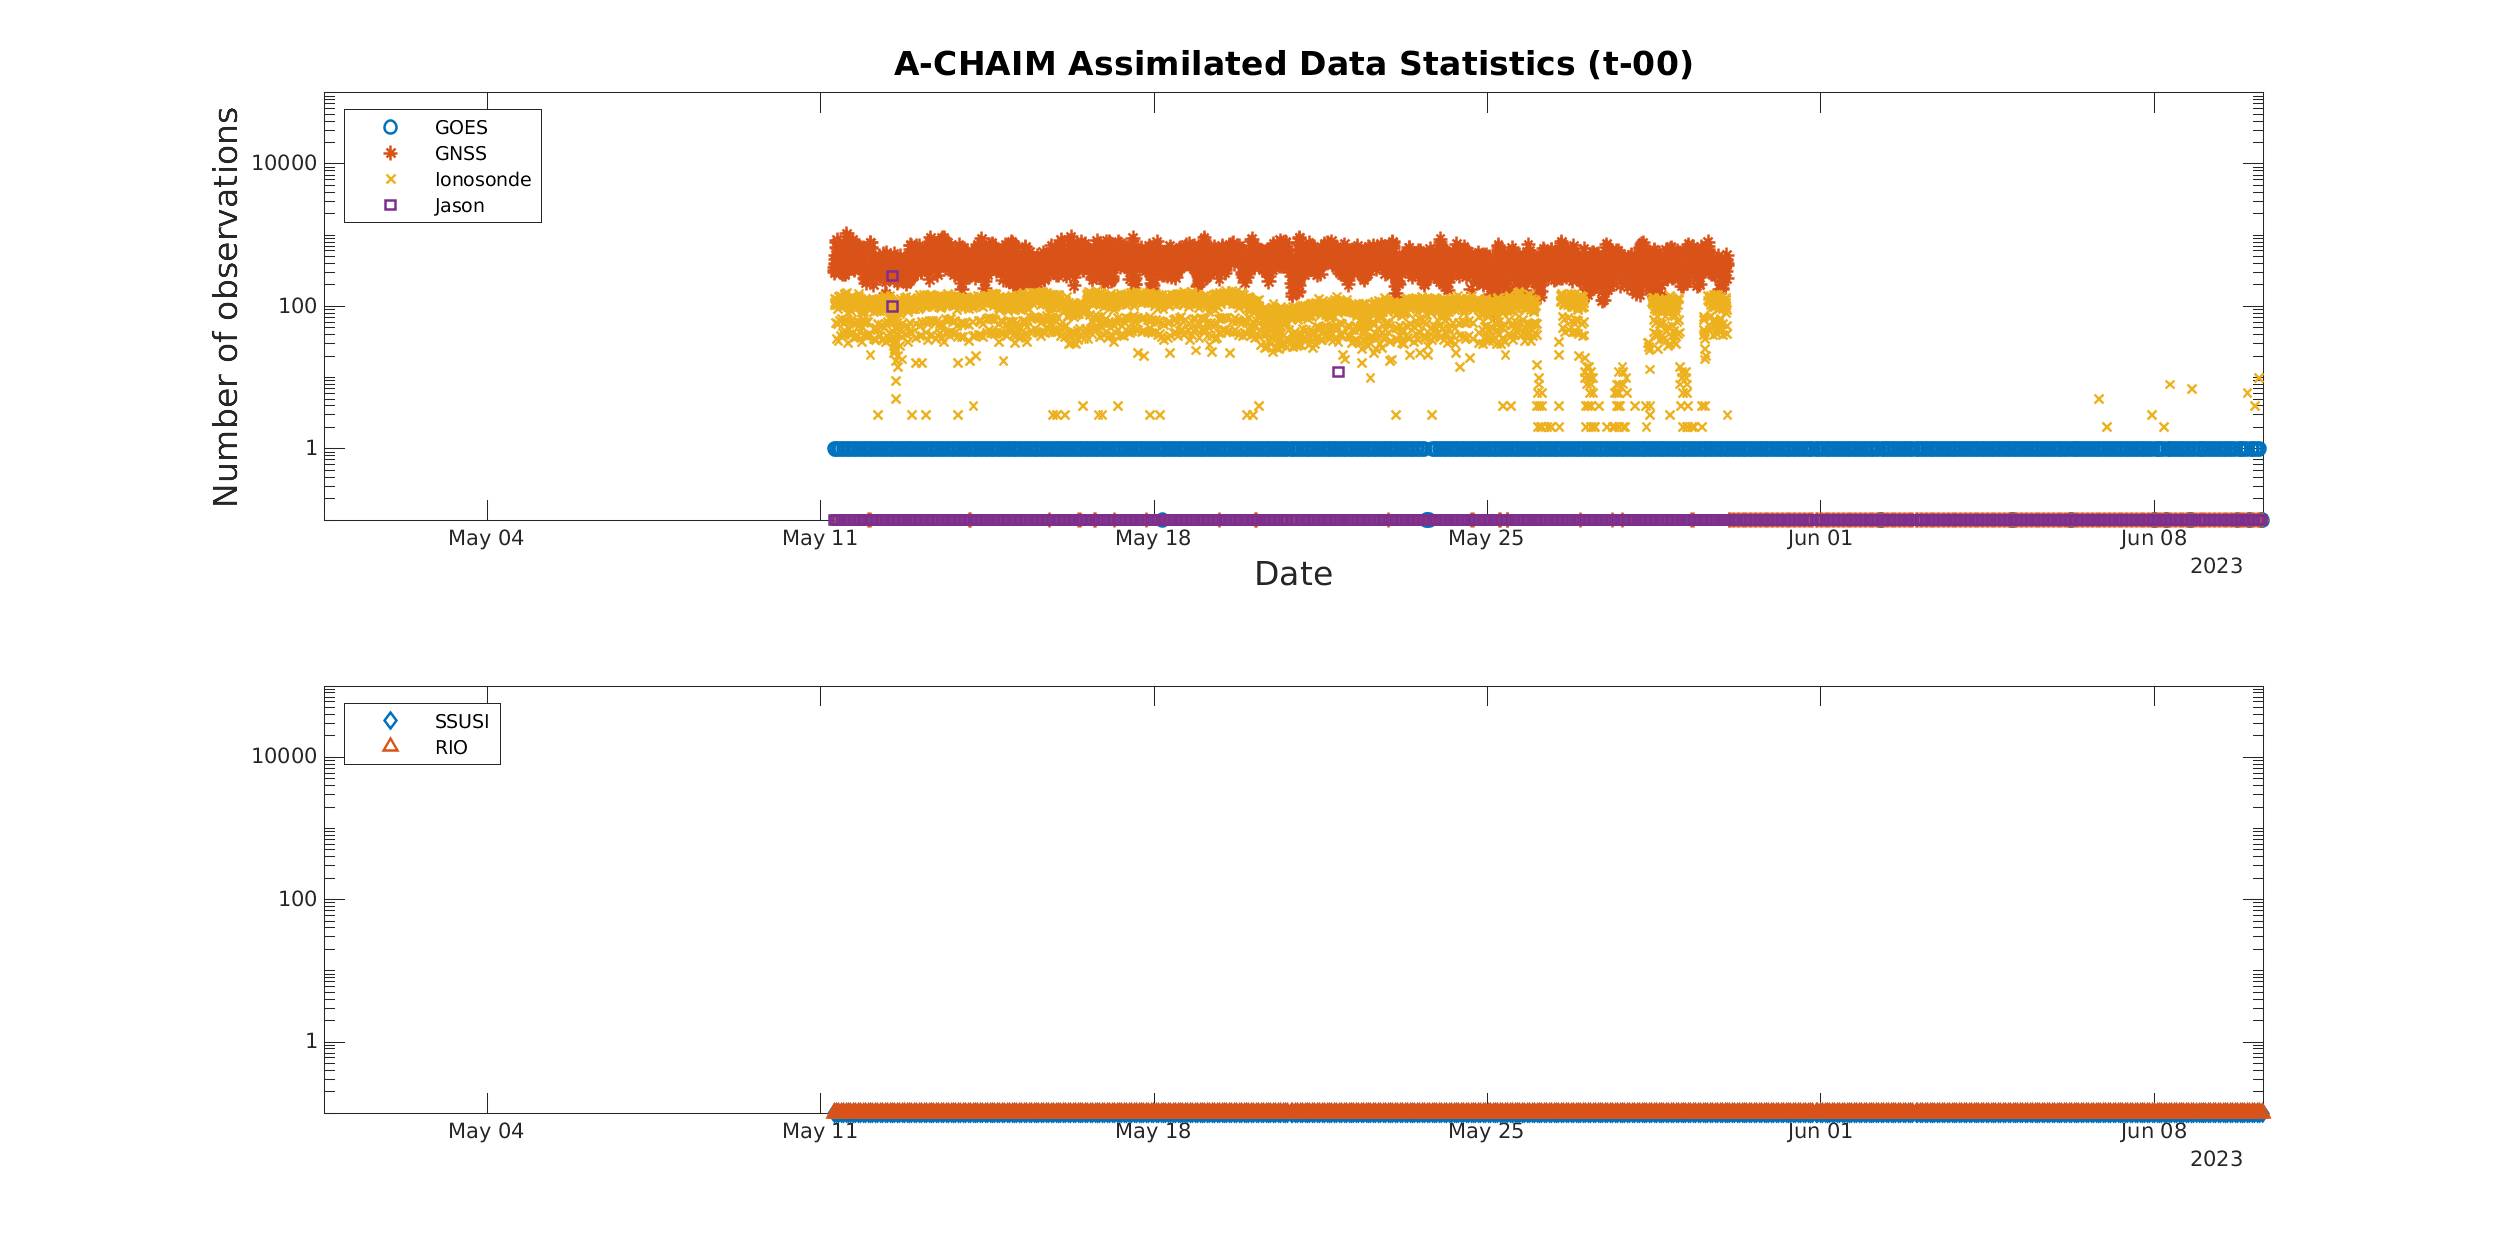 A-CHAIM Assimilated Data Statistics (t-00)
Number of observations
GOES
GNSS
Ionosonde
Jason
10000
100
1
May 04 May 11 May 18 May 25 Jun 01 Jun 08
2023
Date
SSUSI
RIO
10000
100
1
May 04 May 11 May 18 May 25 Jun 01 Jun 08
2023